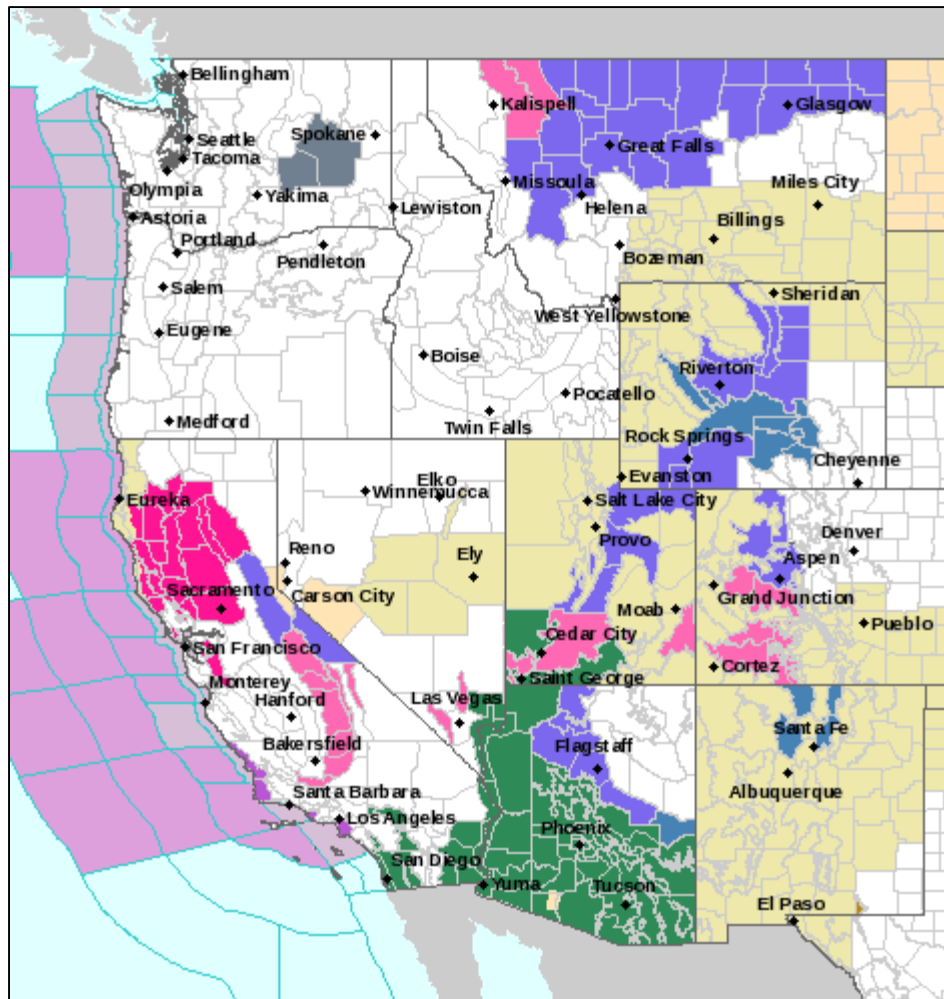 Bellingham
Kalispell
Glasgow
Spokane
Seattle
Great Falls
Tacoma
Missoula
Miles City
Olympia
Yakima
Lewiston
Helena
Astoria
Billings
Portland
Bozeman
Pendleton
Salem
Sheridan
West Yellowstone
Eugene
Boise
Riverton
Pocatello
Medford
Twin Falls
Rock Springs
Cheyenne
Evanston
Elko
Winnemucca
Eureka
Salt Lake City
Provo
Denver
Reno
Ely
Aspen
Sacramento
Carson City
Grand Junction
Moab
Pueblo
Cedar City
San Francisco
Cortez
Saint George
Monterey
Hanford
Las Vegas
Santa Fe
Bakersfield
Flagstaff
Albuquerque
Santa Barbara
Los Angeles
Phoenix
San Diego
Yuma
Tucson
El Paso